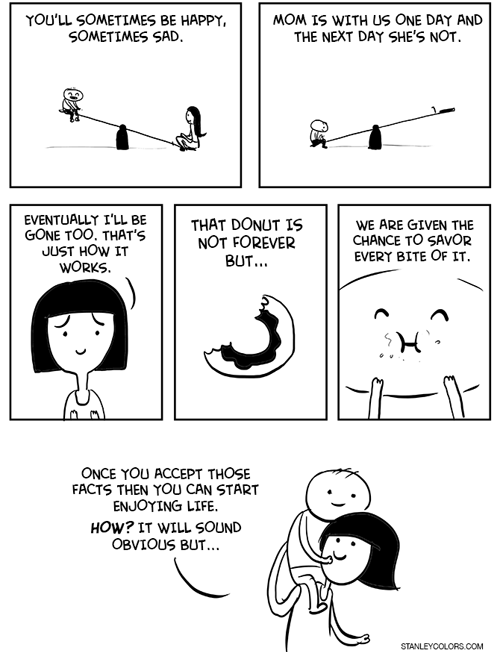 YOU'LL SOMETIMES BE HAPPY,
SOMETIMES SAD.
MOM IS WITH US ONE DAY AND
THE NEXT DAY SHE'S NOT.
EVENTUALLY I'LL BE
GONE TOO. THAT'S
JUST HOW IT
WORKS.
THAT DONUT IS
NOT FOREVER
BUT...
WE ARE GIVEN THE
CHANCE TO SAVOR
EVERY BITE OF IT.
ONCE YOU ACCEPT THOSE
FACTS THEN YOU CAN START
ENJOYING LIFE.
HOW? IT WILL SOUND
OBVIOUS BUT...
STANLEYCOLORS.COM